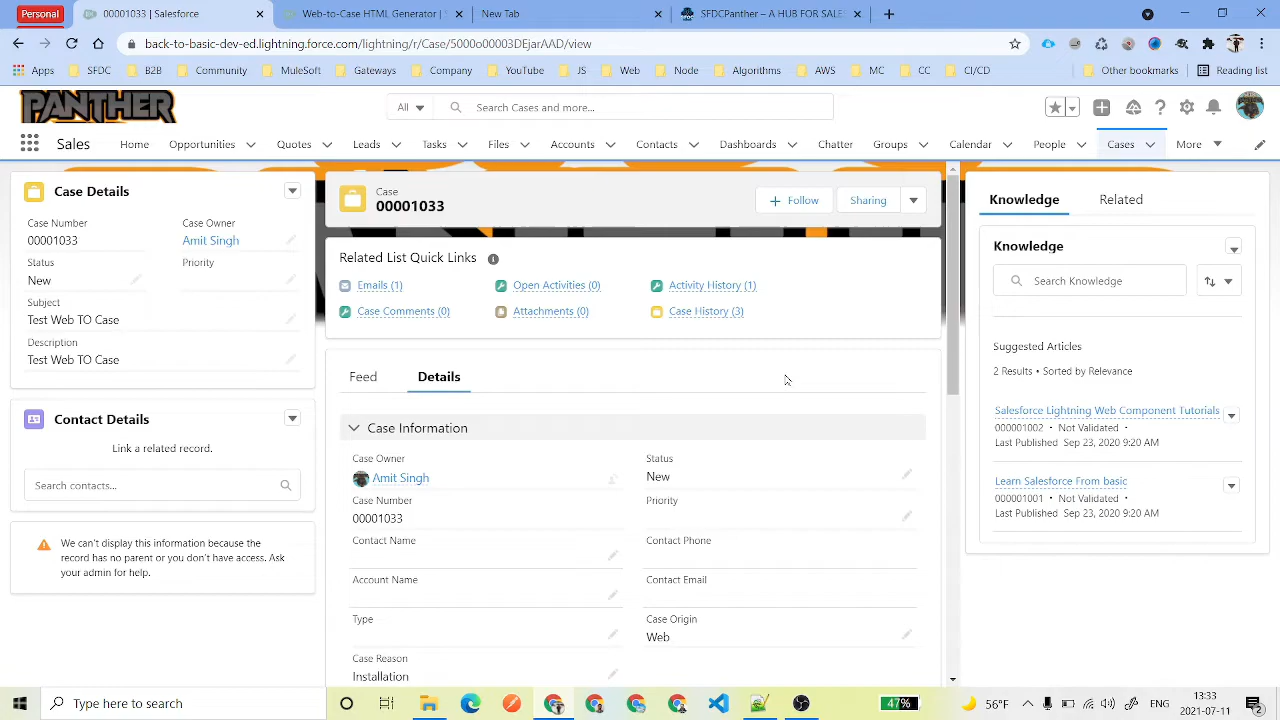 Personal
00001033 | Salesforce
Web-to-Case HTML Generator | S
New Tab
SFDCPanther - A HUB FOR SALES
back-to-basic-dev-ed.lightning.force.com/lightning/r/Case/5000o00003DEjarAAD/view
Apps
SFDC
B2B
Community
MuleSoft
Gateways
Company
YouTube
JS
Web
Node
Algorithms
AWS
MC
CC
CI/CD
Other bookmarks
Reading list
PANTHER
All
Search Cases and more...
Sales
Home
Opportunities
Quotes
Leads
Tasks
Files
Accounts
Contacts
Dashboards
Chatter
Groups
Calendar
People
Cases
More
Case Details
Case Number
00001033
Case Owner
Amit Singh
Status
New
Priority
Subject
Test Web TO Case
Description
Test Web TO Case
Contact Details
Link a related record.
Search contacts...
We can't display this information because the
record has no parent or you don't have access. Ask
your admin for help.
Case
00001033
Follow
Sharing
Related List Quick Links
Emails (1)
Open Activities (0)
Activity History (1)
Case Comments (0)
Attachments (0)
Case History (3)
Feed
Details
Case Information
Case Owner
Amit Singh
Status
New
Case Number
00001033
Priority
Contact Name
Contact Phone
Account Name
Contact Email
Type
Case Origin
Web
Case Reason
Installation
Knowledge
Related
Knowledge
Search Knowledge
Suggested Articles
2 Results • Sorted by Relevance
Salesforce Lightning Web Component Tutorials
000001002 • Not Validated •
Last Published Sep 23, 2020 9:20 AM
Learn Salesforce From basic
000001001 • Not Validated •
Last Published Sep 23, 2020 9:20 AM
Type here to search
47%
56°F
ENG
13:33
2021-07-11
2